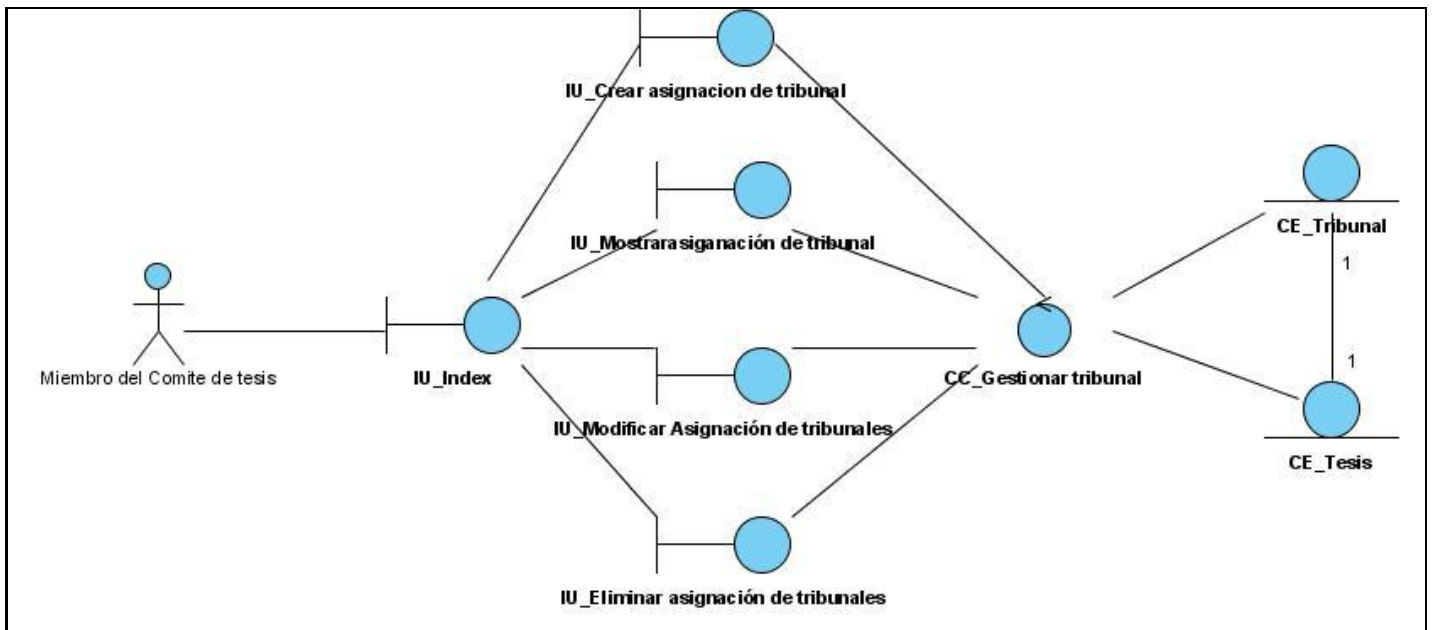 IU_Crear asignacion de tribunal
IU_Mostrarasiganación de tribunal
CE_Tribunal
1
1
Miembro del Comite de tesis
IU_Index
CC_Gestionar tribunal
IU_Modificar Asignación de tribunales
CE_Tesis
IU_Eliminar asignación de tribunales